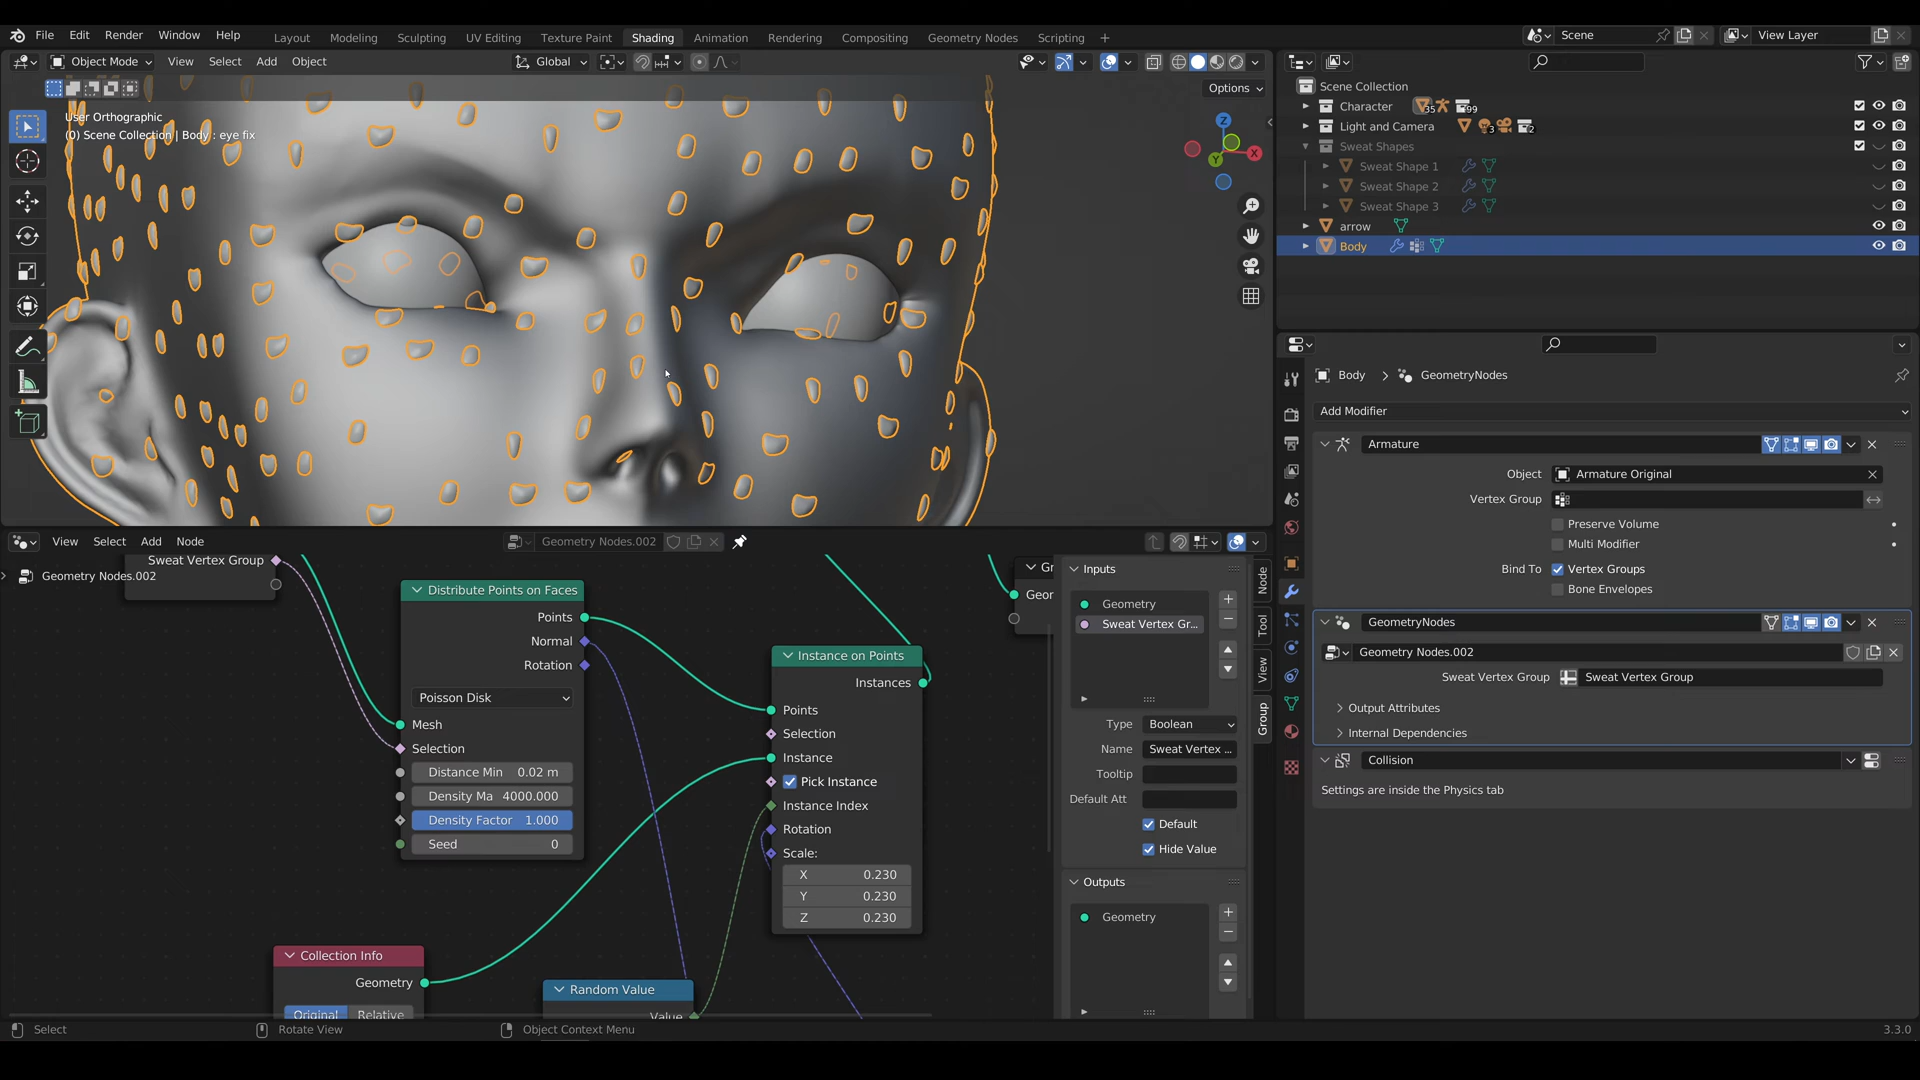 File Edit Render Window Help Layout Modeling Sculpting UV Editing Texture Paint Shading Animation Rendering Compositing Geometry Nodes Scripting + Scene View Layer
Object Mode View Select Add Object Global
Options
User Orthographic
(0) Scene Collection | Body : eye fix
Z
X
Y
Scene Collection
Character 35 99
Light and Camera 3 2
Sweat Shapes
Sweat Shape 1
Sweat Shape 2
Sweat Shape 3
arrow
Body
Body > GeometryNodes
Add Modifier
Armature
Object Armature Original
Vertex Group
Preserve Volume
Multi Modifier
Bind To Vertex Groups
Bone Envelopes
GeometryNodes
Geometry Nodes.002
Sweat Vertex Group Sweat Vertex Group
Output Attributes
Internal Dependencies
Collision
Settings are inside the Physics tab
View Select Add Node Geometry Nodes.002
Sweat Vertex Group
Geometry Nodes.002
Distribute Points on Faces
Points
Normal
Rotation
Poisson Disk
Mesh
Selection
Distance Min 0.02 m
Density Ma 4000.000
Density Factor 1.000
Seed 0
Collection Info
Geometry
Original Relative
Random Value
Value
Instance on Points
Instances
Points
Selection
Instance
Pick Instance
Instance Index
Rotation
Scale:
X 0.230
Y 0.230
Z 0.230
Gr
Geor
Inputs
Geometry
Sweat Vertex Gr...
Type Boolean
Name Sweat Vertex ...
Tooltip
Default Att
Default
Hide Value
Outputs
Geometry
Node
Tool
View
Group
Select Rotate View Object Context Menu 3.3.0